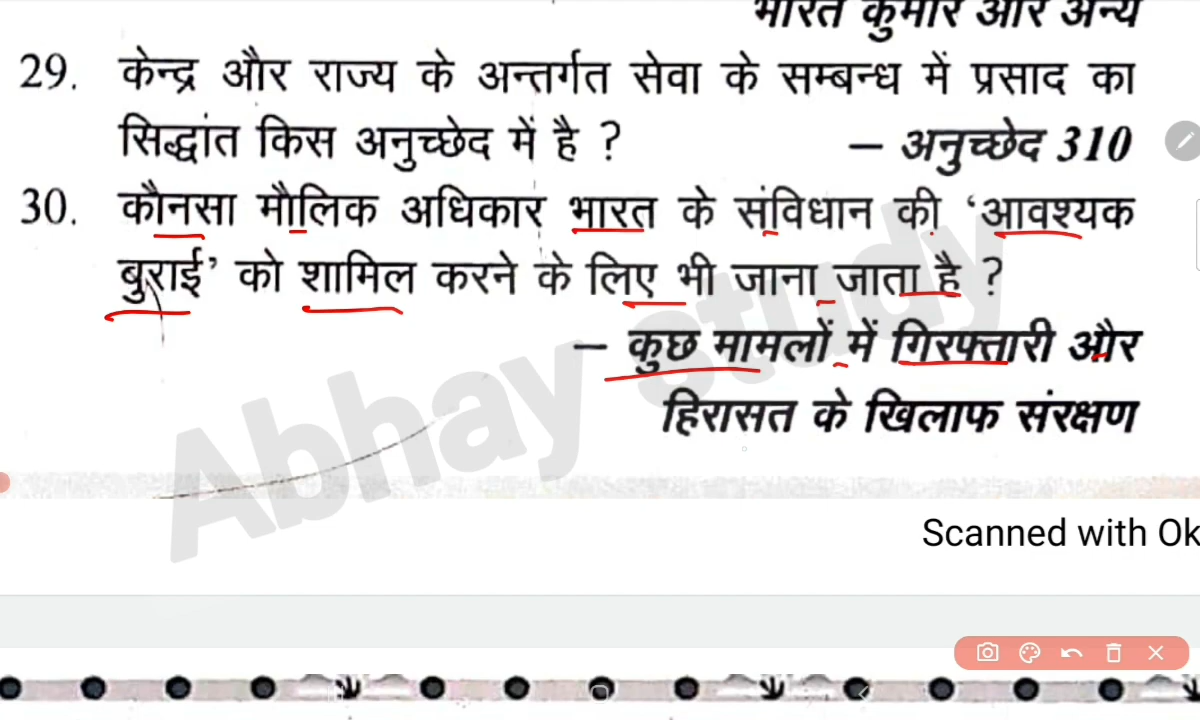 भारत कुमार और अन्य
29. केन्द्र और राज्य के अन्तर्गत सेवा के सम्बन्ध में प्रसाद का
सिद्धांत किस अनुच्छेद में है ? – अनुच्छेद 310
30. कौनसा मौलिक अधिकार भारत के संविधान की ‘आवश्यक
बुराई’ को शामिल करने के लिए भी जाना जाता है ?
– कुछ मामलों में गिरफ्तारी और
हिरासत के खिलाफ संरक्षण
Abhay study
Scanned with Ok